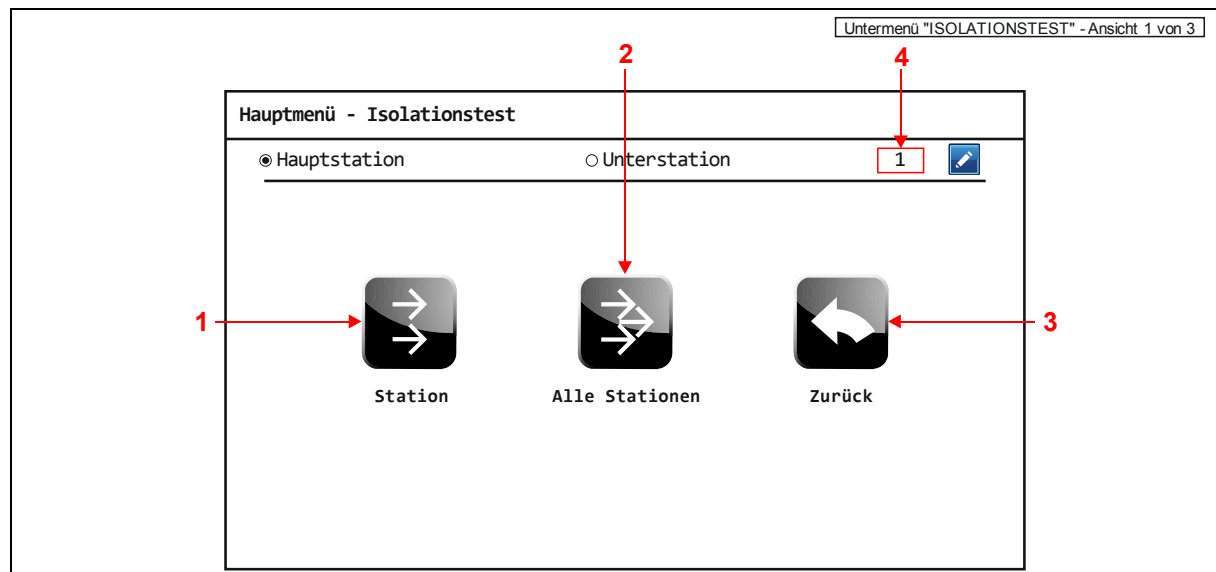 Untermenü "ISOLATIONSTEST" - Ansicht 1 von 3
2 4
Hauptmenü - Isolationstest
Hauptstation Unterstation 1
1 3
Station Alle Stationen Zurück